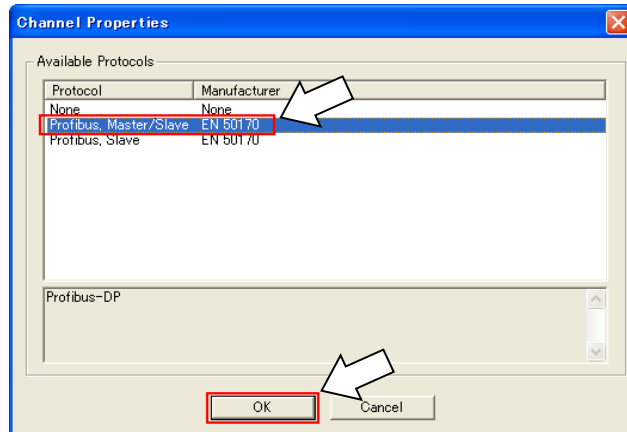 Channel Properties
Available Protocols
Protocol Manufacturer
None None
Profibus, Master/Slave EN 50170
Profibus, Slave EN 50170
Profibus-DP
OK Cancel